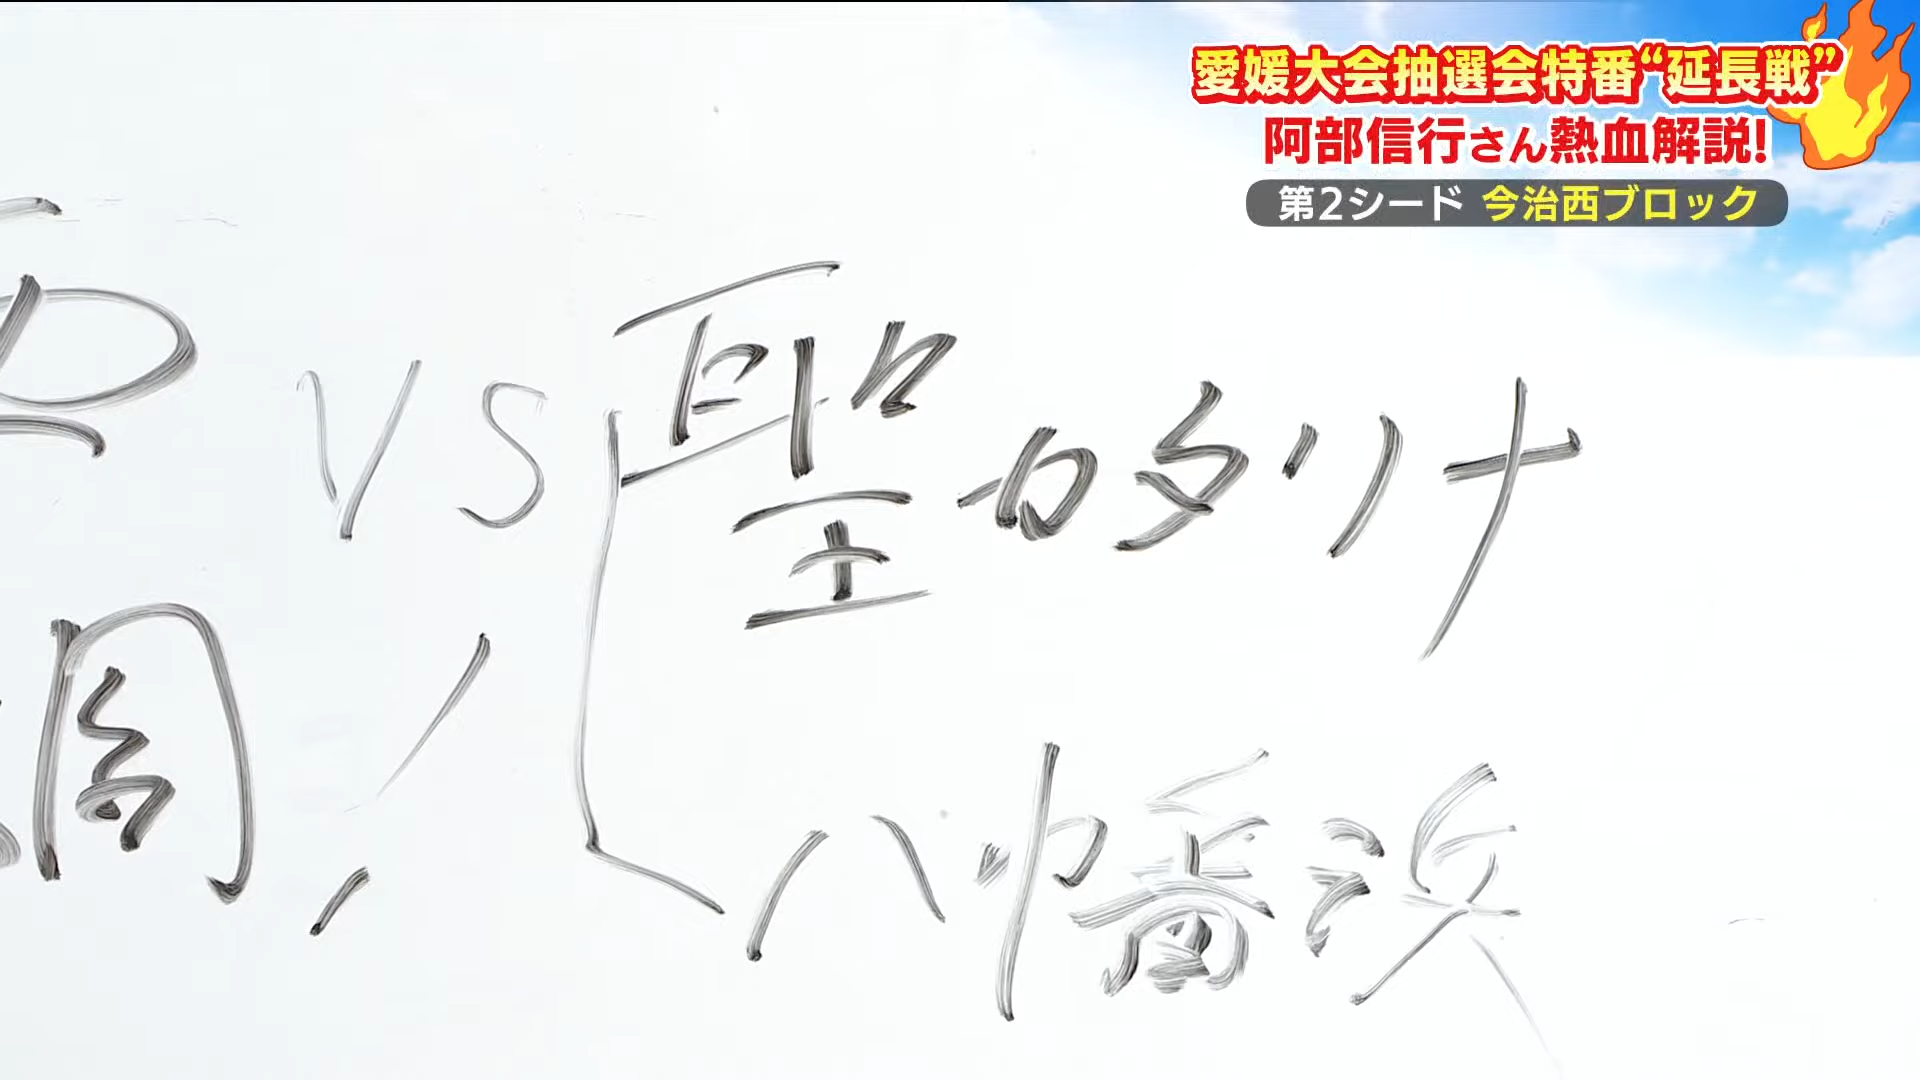 愛媛大会抽選会特番“延長戦”
阿部信行さん熱血解説!
第2シード 今治西ブロック
VS 聖カタリナ
八幡浜